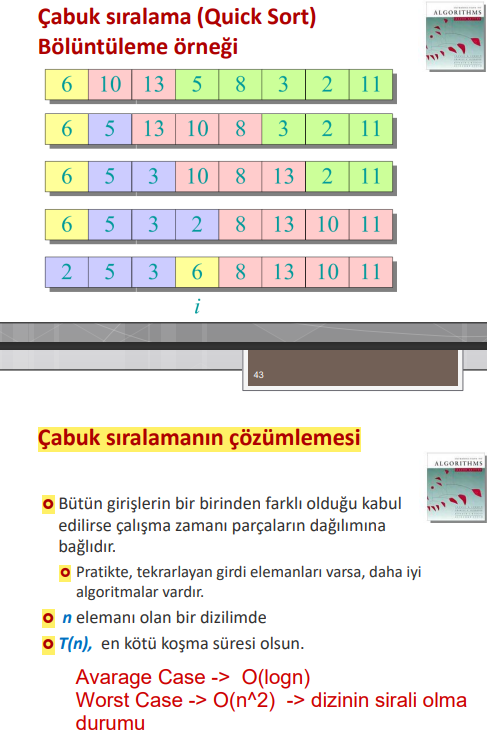 Çabuk sıralama (Quick Sort)
Bölüntüleme örneği
ALGORITHMS
6 10 13 5 8 3 2 11
6 5 13 10 8 3 2 11
6 5 3 10 8 13 2 11
6 5 3 2 8 13 10 11
2 5 3 6 8 13 10 11
i
43
Çabuk sıralamanın çözümlemesi
ALGORITHMS
Bütün girişlerin bir birinden farklı olduğu kabul
edilirse çalışma zamanı parçaların dağılımına
bağlıdır.
Pratikte, tekrarlayan girdi elemanları varsa, daha iyi
algoritmalar vardır.
n elemanı olan bir dizilimde
T(n), en kötü koşma süresi olsun.
Avarage Case -> O(logn)
Worst Case -> O(n^2) -> dizinin sirali olma
durumu